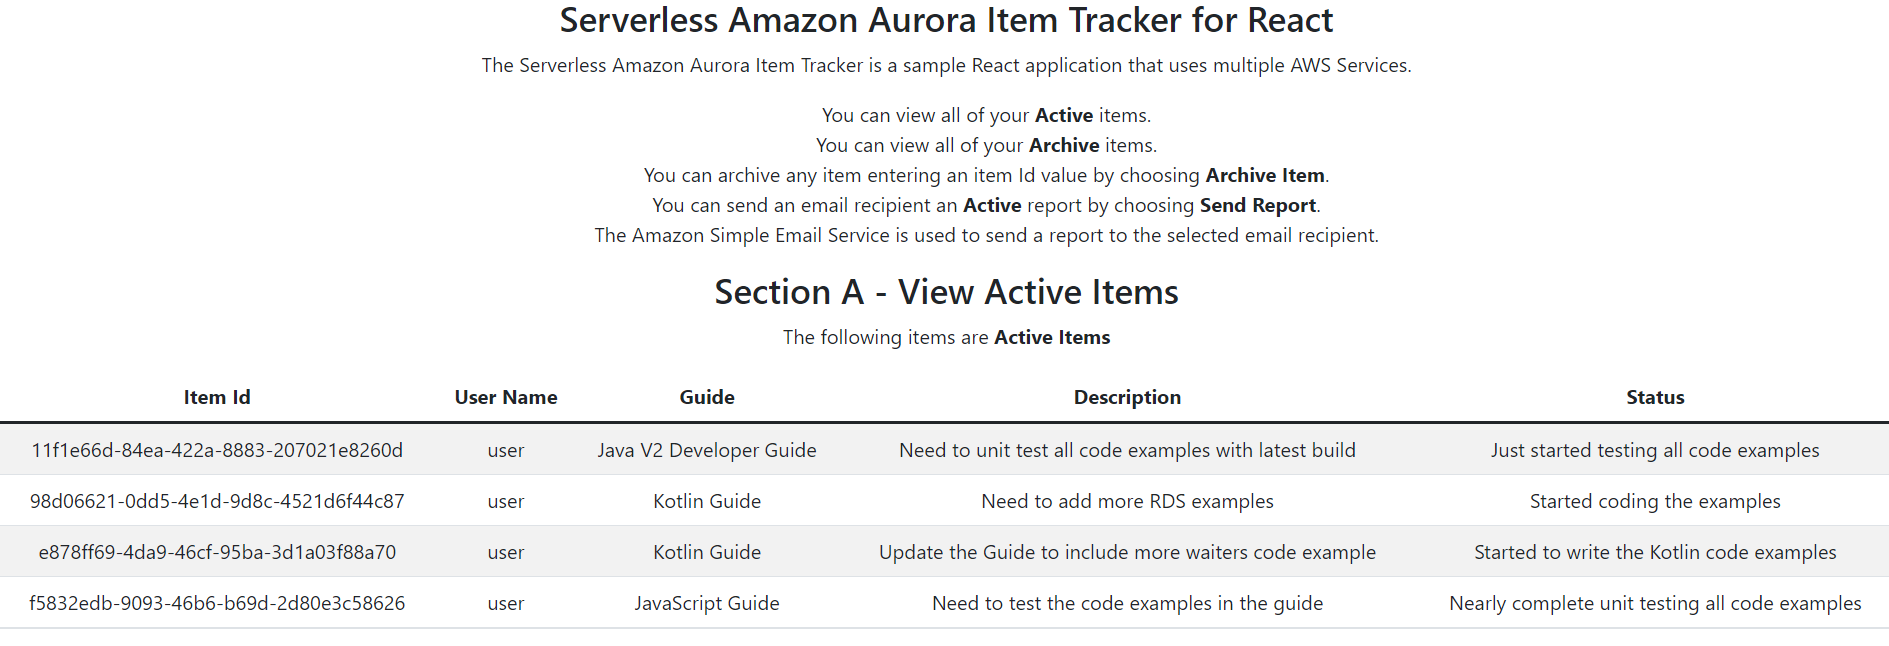 Serverless Amazon Aurora Item Tracker for React
The Serverless Amazon Aurora Item Tracker is a sample React application that uses multiple AWS Services.
You can view all of your Active items.
You can view all of your Archive items.
You can archive any item entering an item Id value by choosing Archive Item.
You can send an email recipient an Active report by choosing Send Report.
The Amazon Simple Email Service is used to send a report to the selected email recipient.
Section A - View Active Items
The following items are Active Items
Item Id User Name Guide Description Status
11f1e66d-84ea-422a-8883-207021e8260d user Java V2 Developer Guide Need to unit test all code examples with latest build Just started testing all code examples
98d06621-0dd5-4e1d-9d8c-4521d6f44c87 user Kotlin Guide Need to add more RDS examples Started coding the examples
e878ff69-4da9-46cf-95ba-3d1a03f88a70 user Kotlin Guide Update the Guide to include more waiters code example Started to write the Kotlin code examples
f5832edb-9093-46b6-b69d-2d80e3c58626 user JavaScript Guide Need to test the code examples in the guide Nearly complete unit testing all code examples